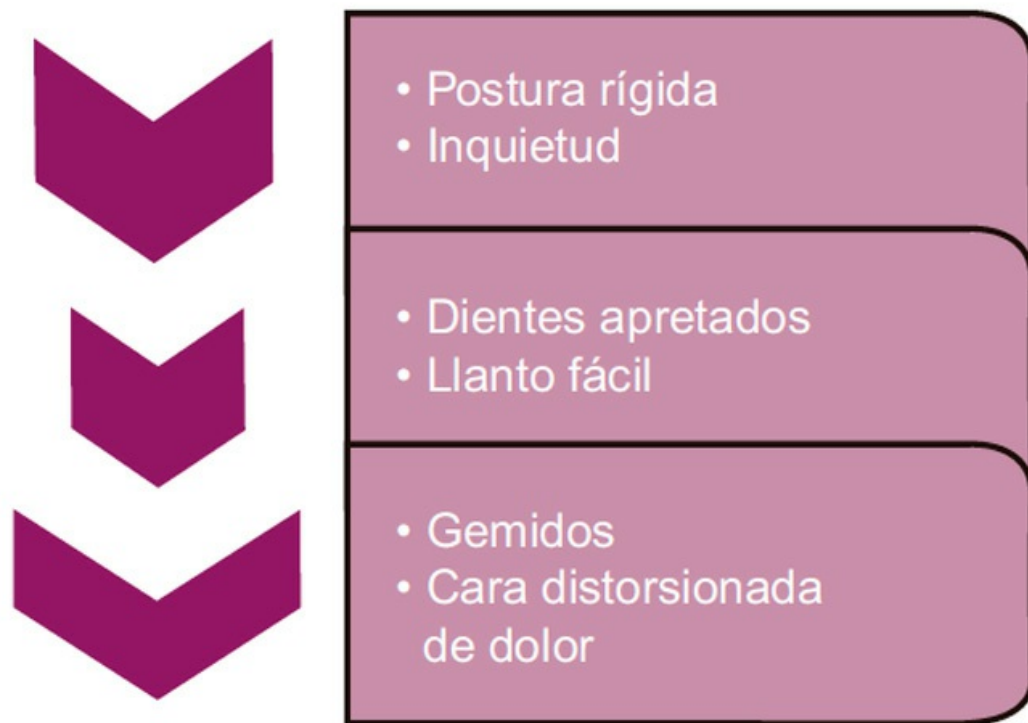 • Postura rígida
• Inquietud
• Dientes apretados
• Llanto fácil
• Gemidos
• Cara distorsionada
de dolor